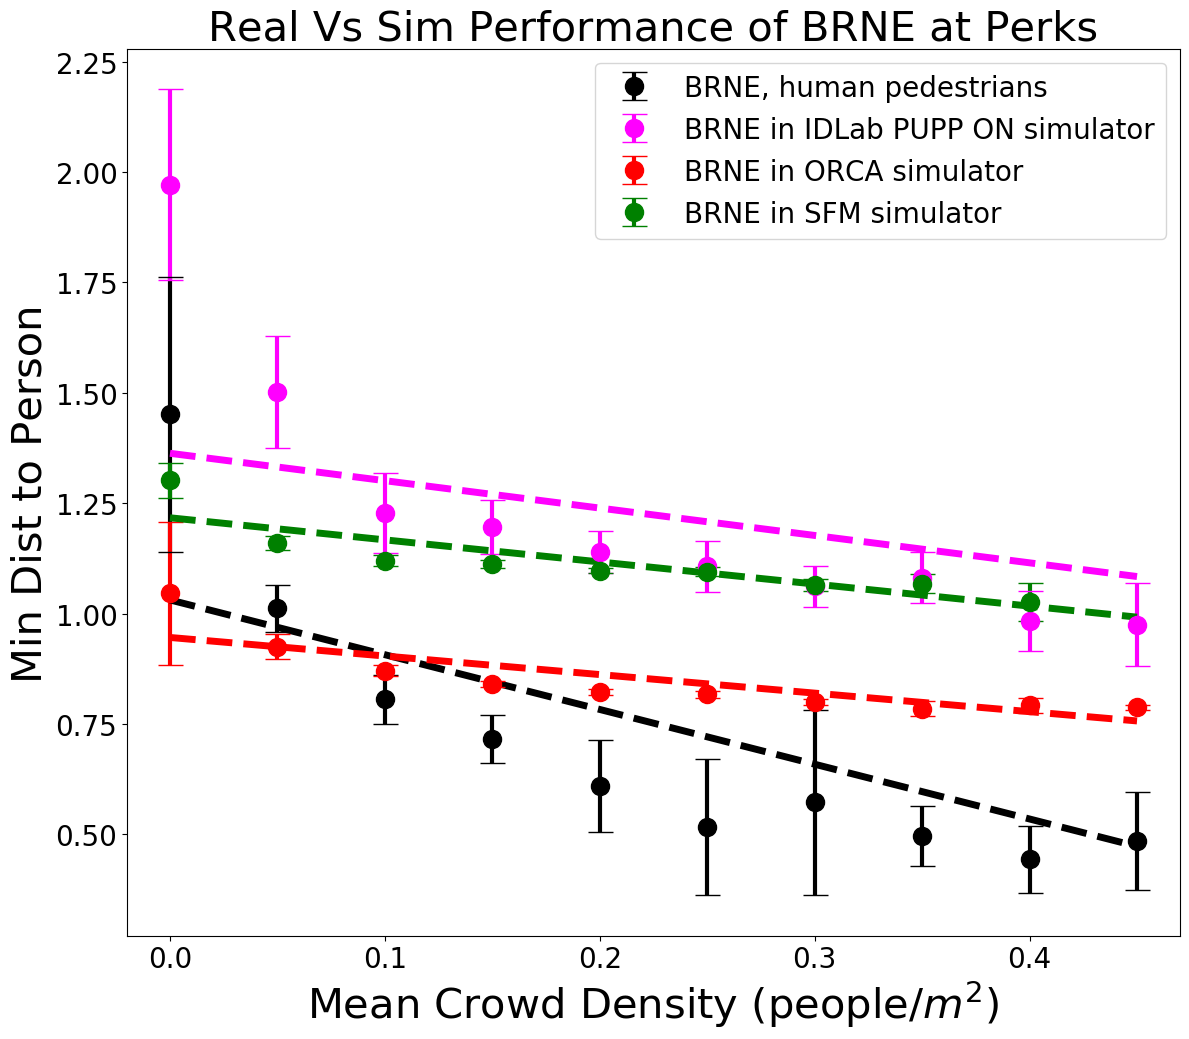 Real Vs Sim Performance of BRNE at Perks
BRNE, human pedestrians
BRNE in IDLab PUPP ON simulator
BRNE in ORCA simulator
BRNE in SFM simulator
Min Dist to Person
2.25
2.00
1.75
1.50
1.25
1.00
0.75
0.50
0.0 0.1 0.2 0.3 0.4
Mean Crowd Density (people/m²)